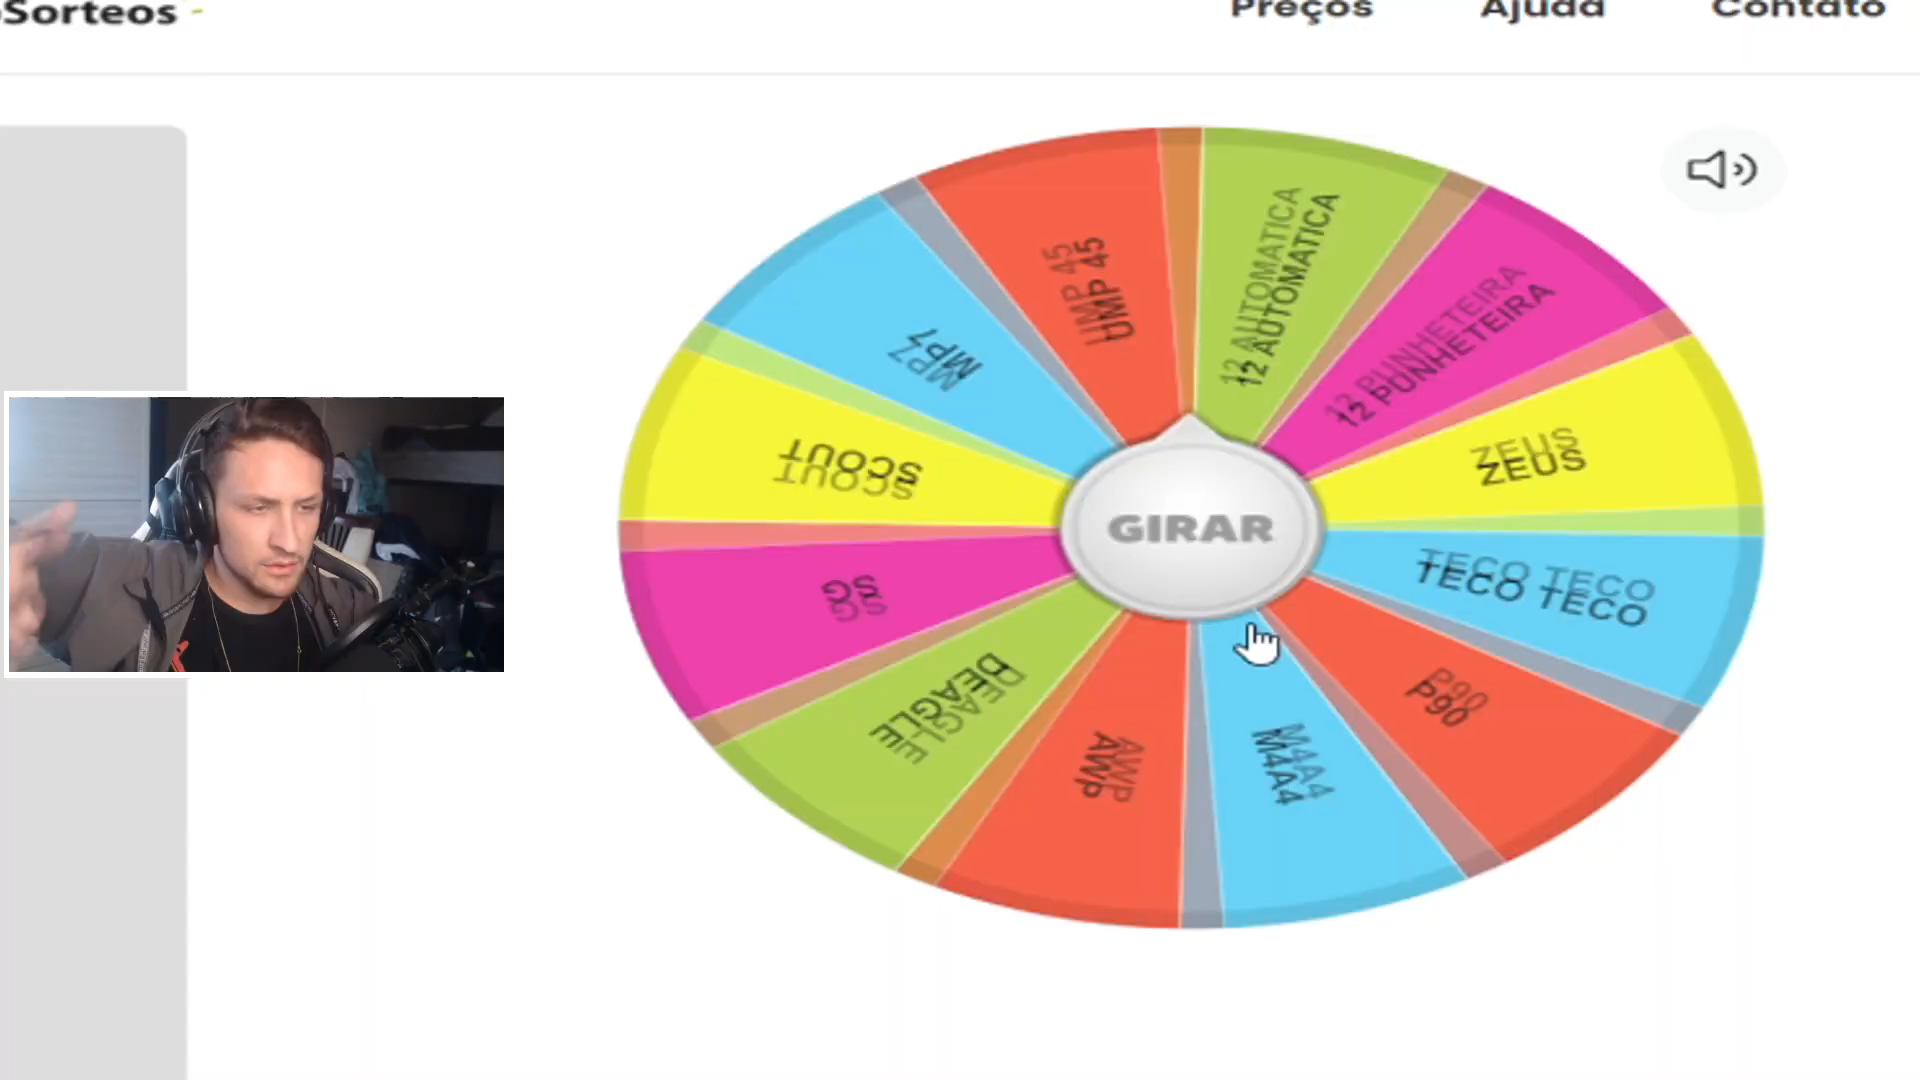 Sorteos
Preços
Ajuda
Contato
12 AUTOMATICA
12 PUNHETEIRA
ZEUS
TECO TECO
P90
M4A4
AWP
DEAGLE
SG
SCOUT
MP7
UMP 45
GIRAR